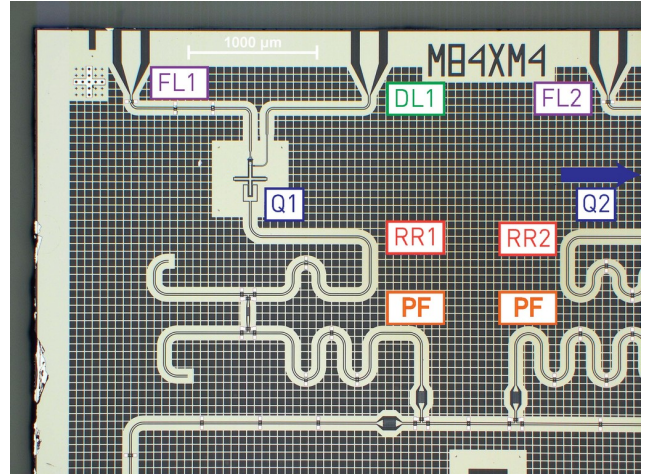 1000 µm
M84XM4
FL1
DL1
FL2
Q1
Q2
RR1
RR2
PF
PF